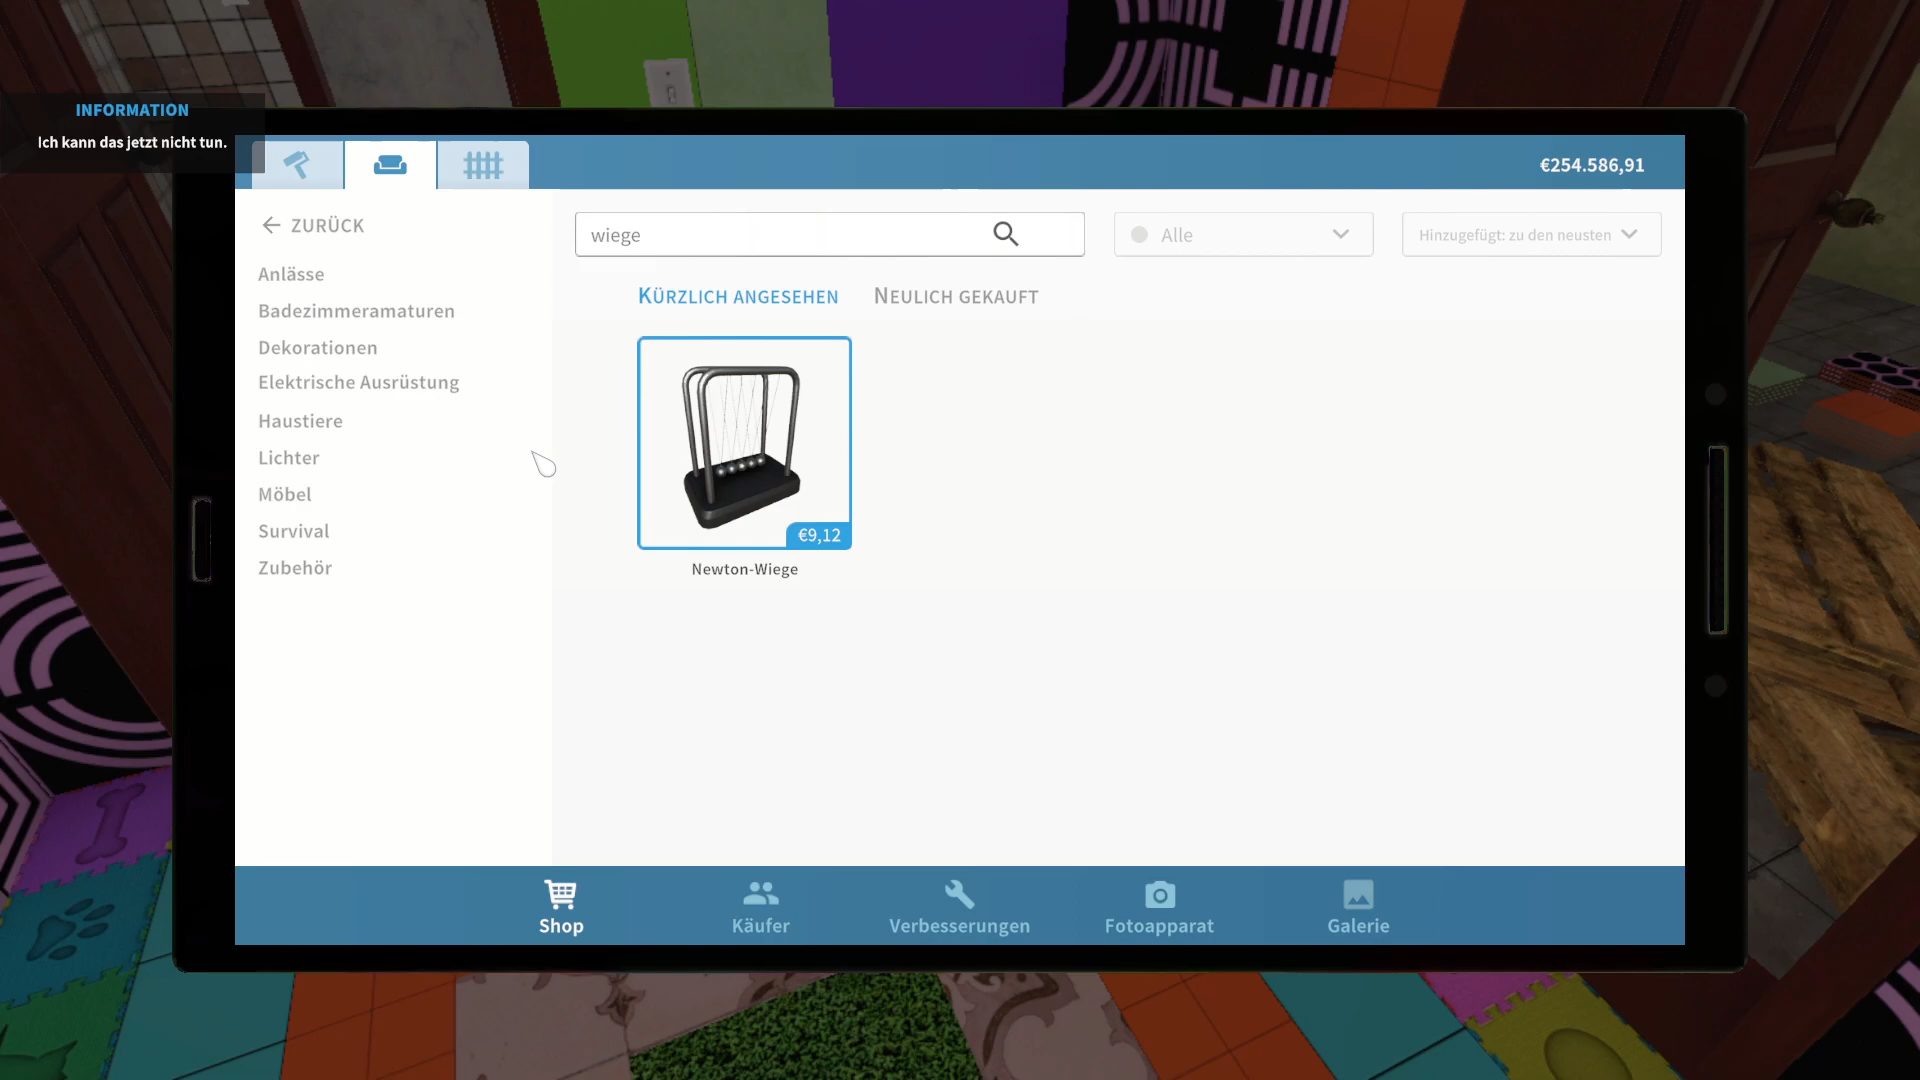 INFORMATION
Ich kann das jetzt nicht tun.
€254.586,91
ZURÜCK
wiege
Alle
Hinzugefügt: zu den neusten
Anlässe
Badezimmeramaturen
Dekorationen
Elektrische Ausrüstung
Haustiere
Lichter
Möbel
Survival
Zubehör
KÜRZLICH ANGESEHEN
NEULICH GEKAUFT
€9,12
Newton-Wiege
Shop
Käufer
Verbesserungen
Fotoapparat
Galerie